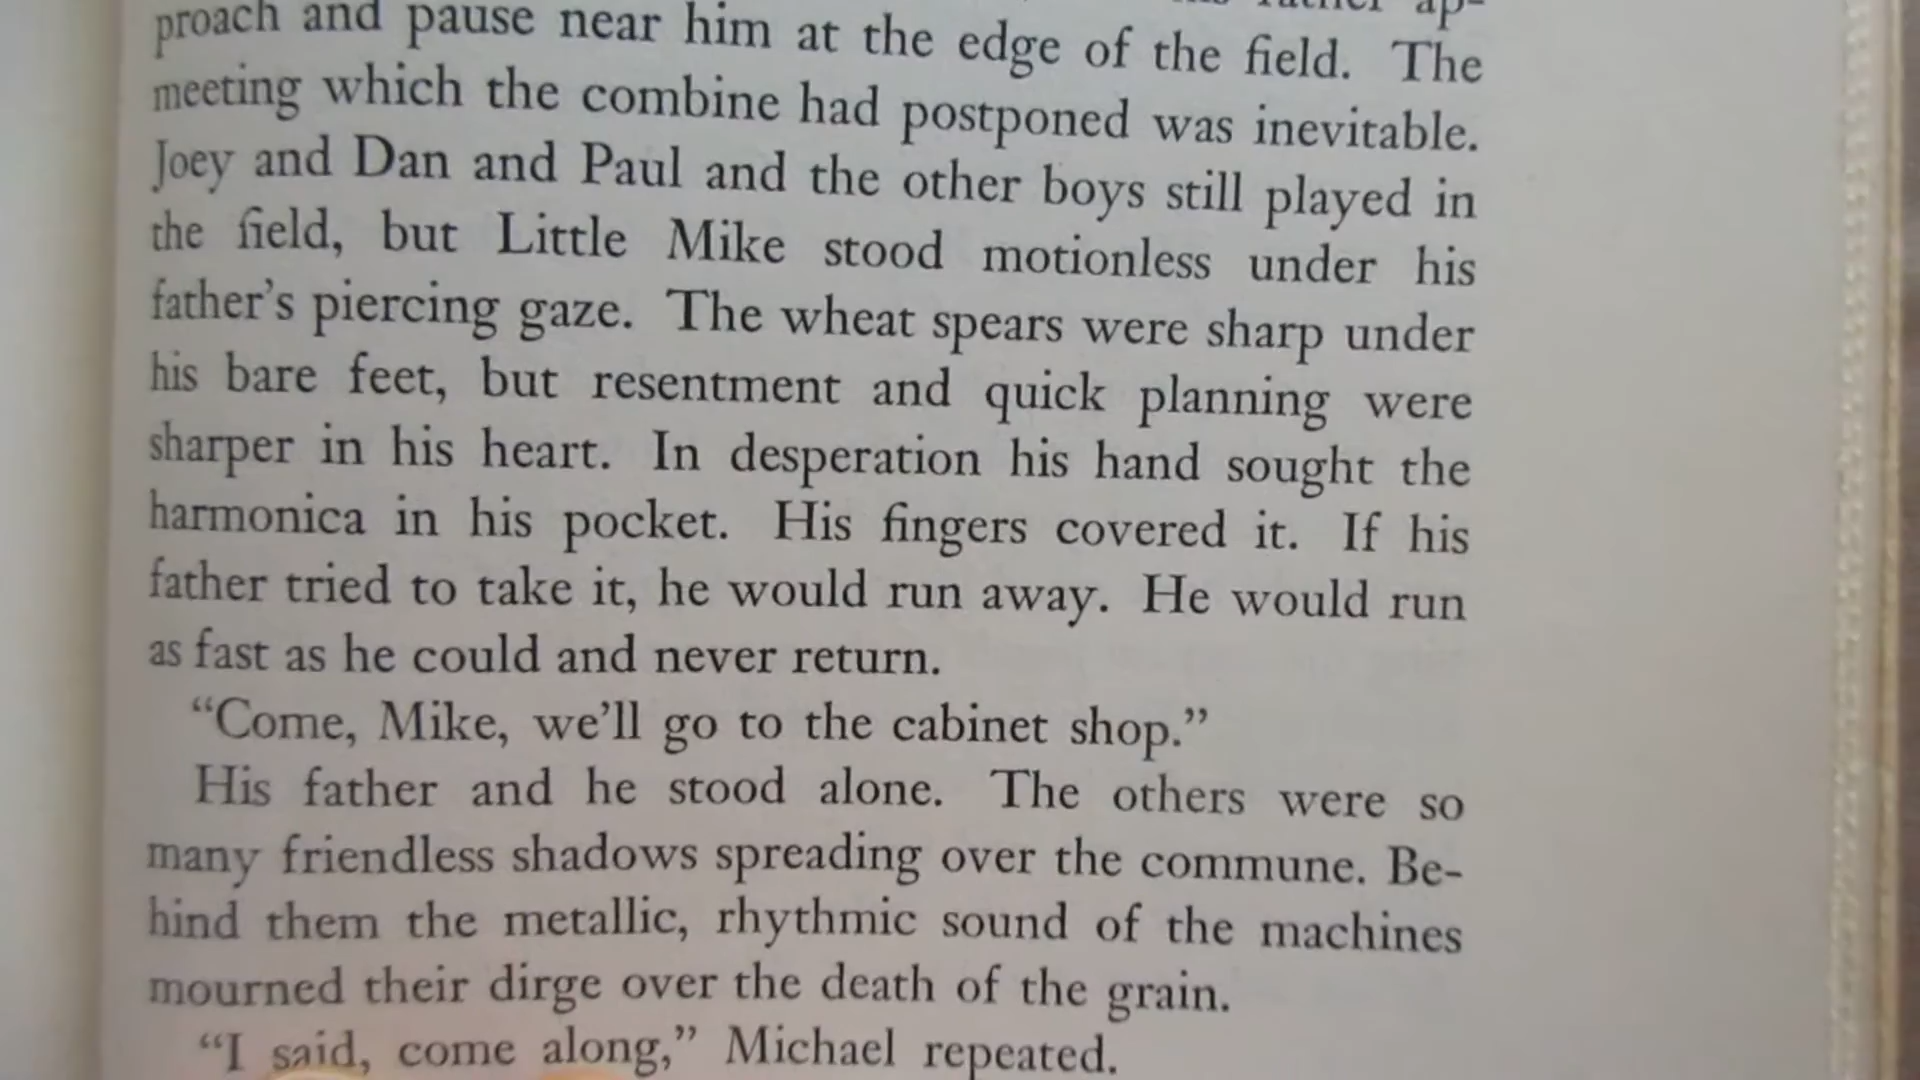 father ap-
proach and pause near him at the edge of the field. The
meeting which the combine had postponed was inevitable.
Joey and Dan and Paul and the other boys still played in
the field, but Little Mike stood motionless under his
father's piercing gaze. The wheat spears were sharp under
his bare feet, but resentment and quick planning were
sharper in his heart. In desperation his hand sought the
harmonica in his pocket. His fingers covered it. If his
father tried to take it, he would run away. He would run
as fast as he could and never return.
“Come, Mike, we'll go to the cabinet shop.”
His father and he stood alone. The others were so
many friendless shadows spreading over the commune. Be-
hind them the metallic, rhythmic sound of the machines
mourned their dirge over the death of the grain.
“I said, come along,” Michael repeated.